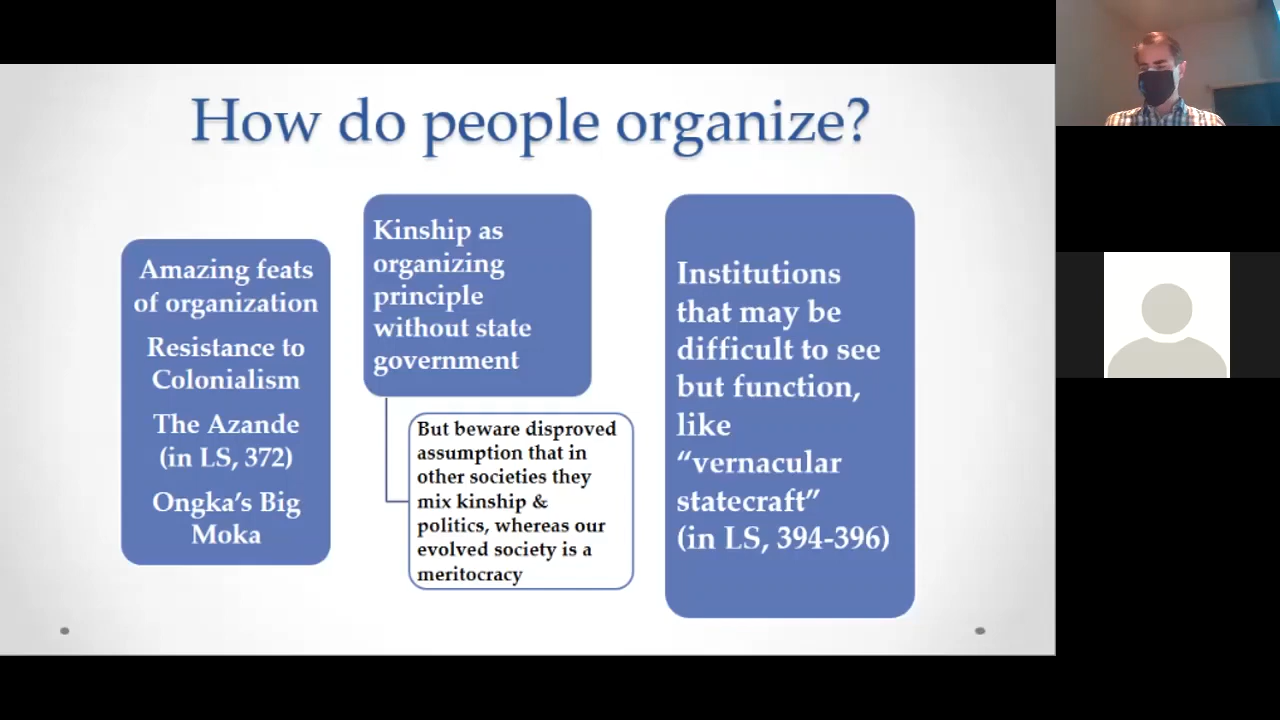 How do people organize?
Amazing feats
of organization
Resistance to
Colonialism
The Azande
(in LS, 372)
Ongka’s Big
Moka
Kinship as
organizing
principle
without state
government
But beware disproved
assumption that in
other societies they
mix kinship &
politics, whereas our
evolved society is a
meritocracy
Institutions
that may be
difficult to see
but function,
like
“vernacular
statecraft”
(in LS, 394-396)